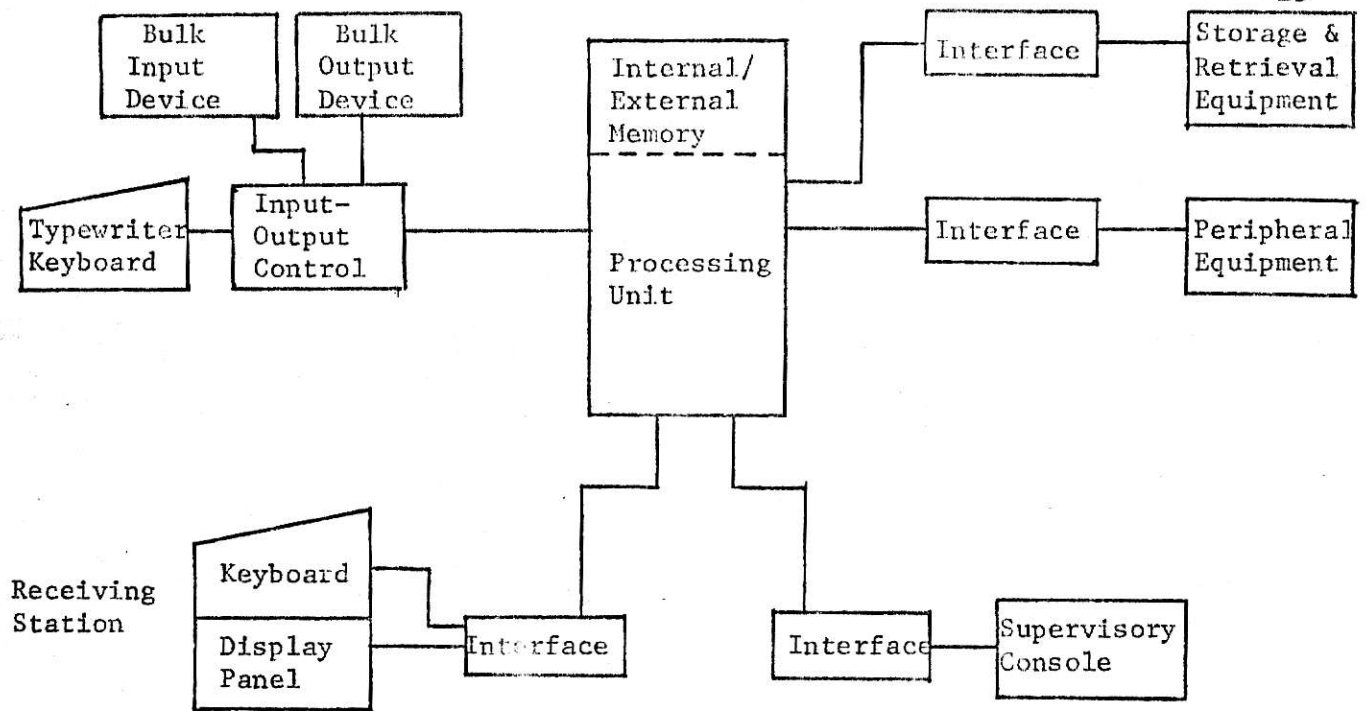 Bulk
Input
Device
Bulk
Output
Device
Typewriter
Keyboard
Input-
Output
Control
Internal/
External
Memory
Processing
Unit
Interface
Storage &
Retrieval
Equipment
Interface
Peripheral
Equipment
Receiving
Station
Keyboard
Display
Panel
Interface
Interface
Supervisory
Console